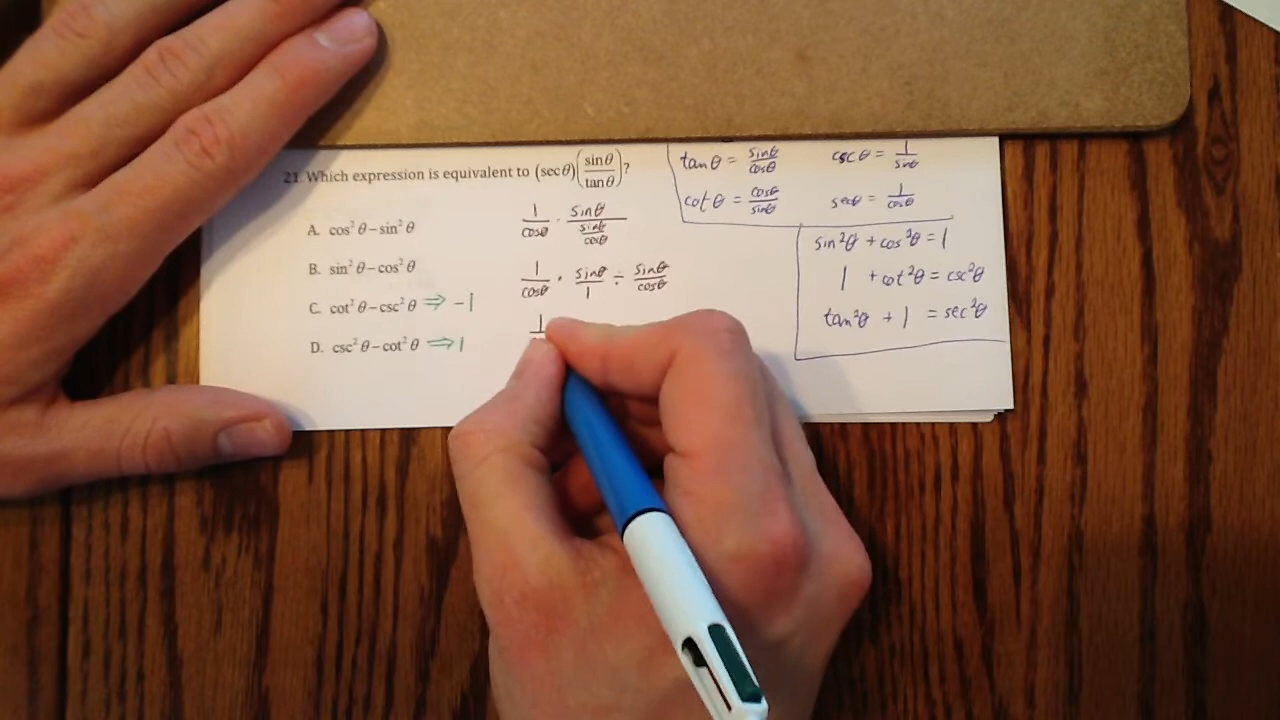 21. Which expression is equivalent to (secθ)(sinθ/tanθ)?
A. cos²θ−sin²θ
B. sin²θ−cos²θ
C. cot²θ−csc²θ ⇒ −1
D. csc²θ−cot²θ ⇒ 1
1/cosθ · sinθ/(sinθ/cosθ)
1/cosθ · sinθ/1 ÷ sinθ/cosθ
1
tanθ = sinθ/cosθ cscθ = 1/sinθ
cotθ = cosθ/sinθ secθ = 1/cosθ
sin²θ + cos²θ = 1
1 + cot²θ = csc²θ
tan²θ + 1 = sec²θ